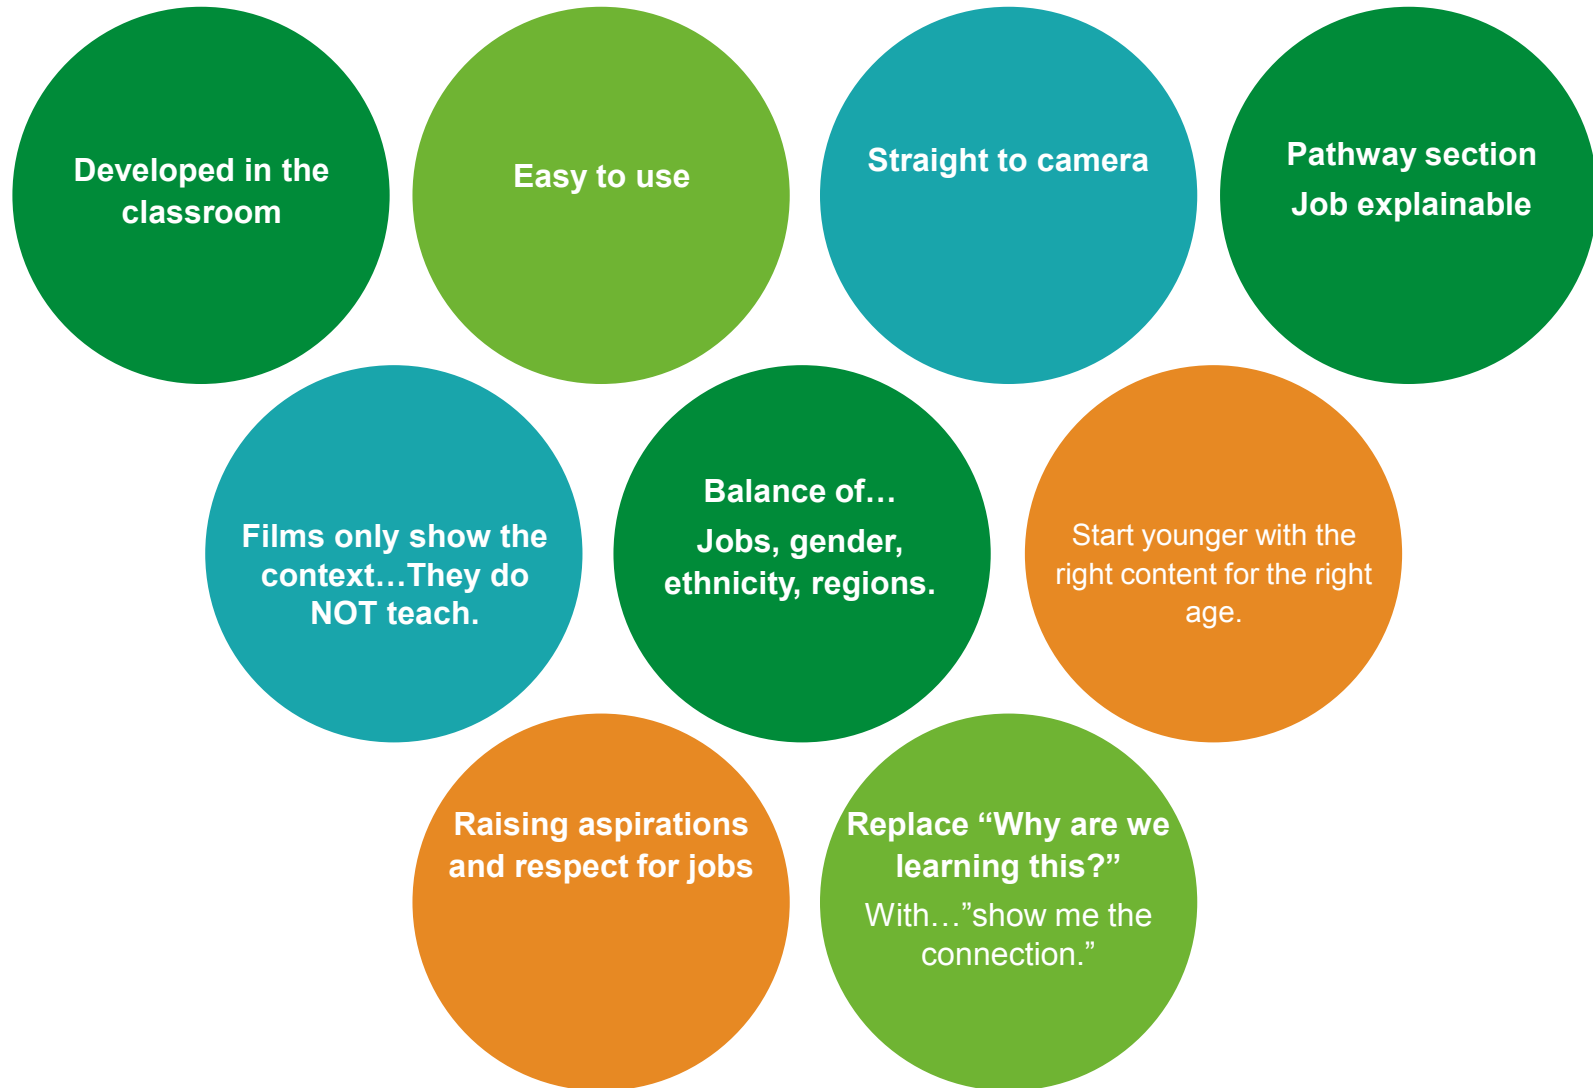 Developed in the
classroom
Easy to use
Straight to camera
Pathway section
Job explainable
Films only show the
context…They do
NOT teach.
Balance of…
Jobs, gender,
ethnicity, regions.
Start younger with the
right content for the right
age.
Raising aspirations
and respect for jobs
Replace “Why are we
learning this?”
With…”show me the
connection.”